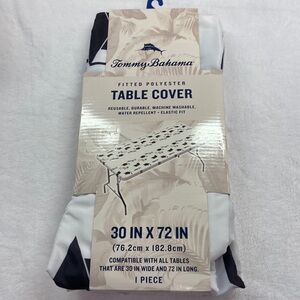 Tommy Bahama
FITTED POLYESTER
TABLE COVER
REUSABLE, DURABLE, MACHINE WASHABLE,
WATER REPELLENT - ELASTIC FIT
30 IN X 72 IN
(76.2cm x 182.8cm)
COMPATIBLE WITH ALL TABLES
THAT ARE 30 IN WIDE AND 72 IN LONG.
1 PIECE